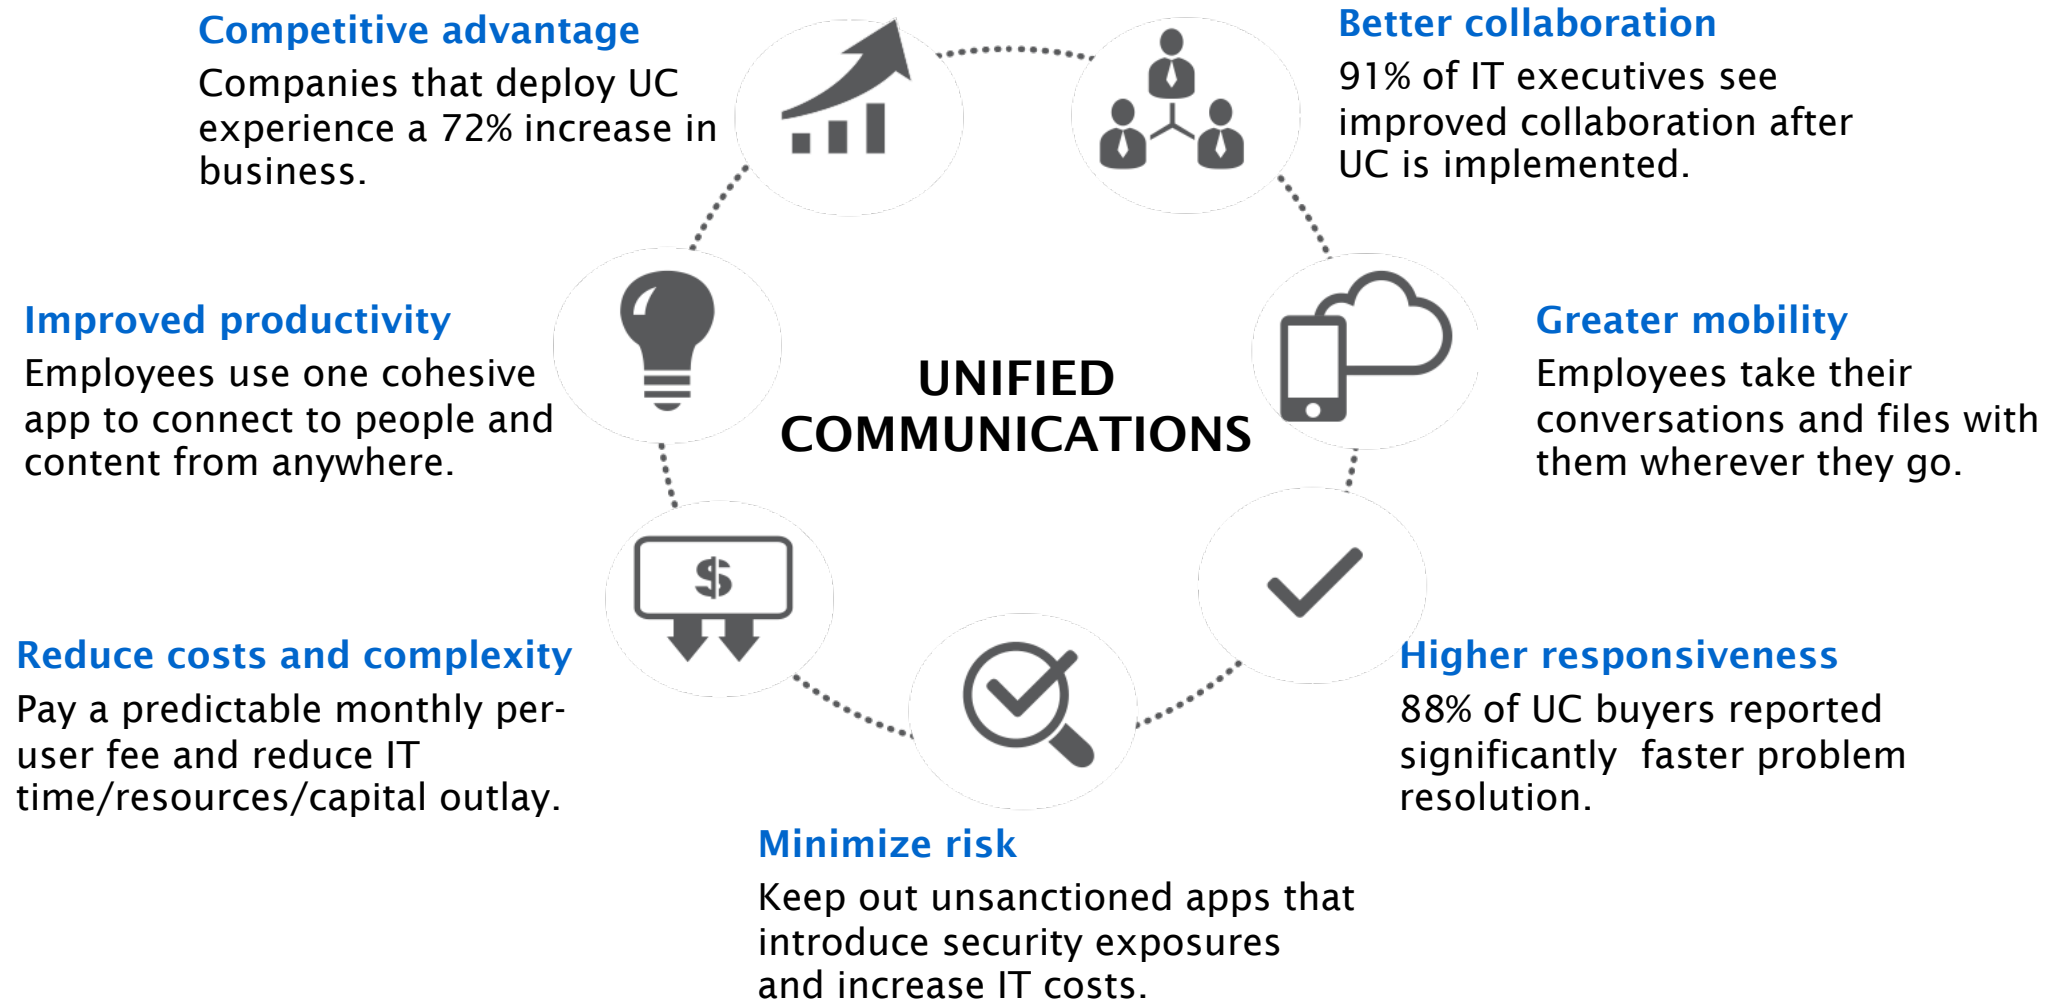 Competitive advantage
Companies that deploy UC
experience a 72% increase in
business.
Better collaboration
91% of IT executives see
improved collaboration after
UC is implemented.
Improved productivity
Employees use one cohesive
app to connect to people and
content from anywhere.
UNIFIED
COMMUNICATIONS
Greater mobility
Employees take their
conversations and files with
them wherever they go.
$
Reduce costs and complexity
Pay a predictable monthly per-
user fee and reduce IT
time/resources/capital outlay.
Higher responsiveness
88% of UC buyers reported
significantly  faster problem
resolution.
Minimize risk
Keep out unsanctioned apps that
introduce security exposures
and increase IT costs.